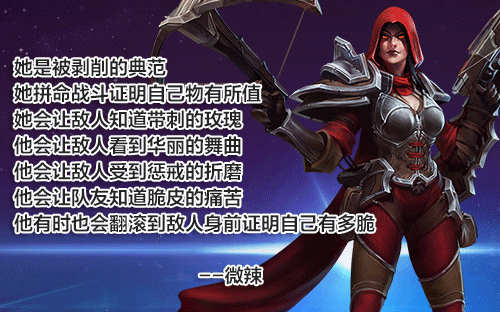 她是被剥削的典范
她拼命战斗证明自己物有所值
她会让敌人知道带刺的玫瑰
他会让敌人看到华丽的舞曲
他会让敌人受到惩戒的折磨
他会让队友知道脆皮的痛苦
他有时也会翻滚到敌人身前证明自己有多脆
--微辣